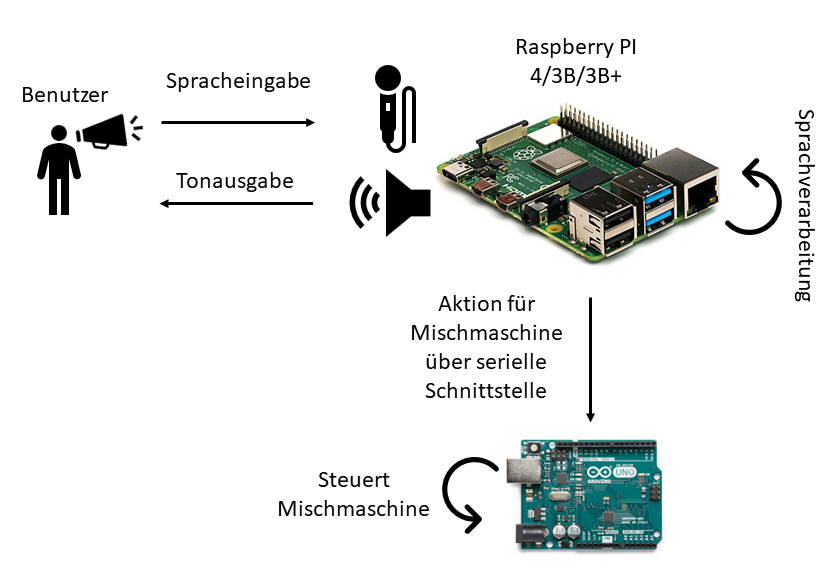 Raspberry PI
4/3B/3B+
Spracheingabe
Benutzer
Tonausgabe
Sprachverarbeitung
Aktion für
Mischmaschine
über serielle
Schnittstelle
Steuert
Mischmaschine
UNO
ARDUINO